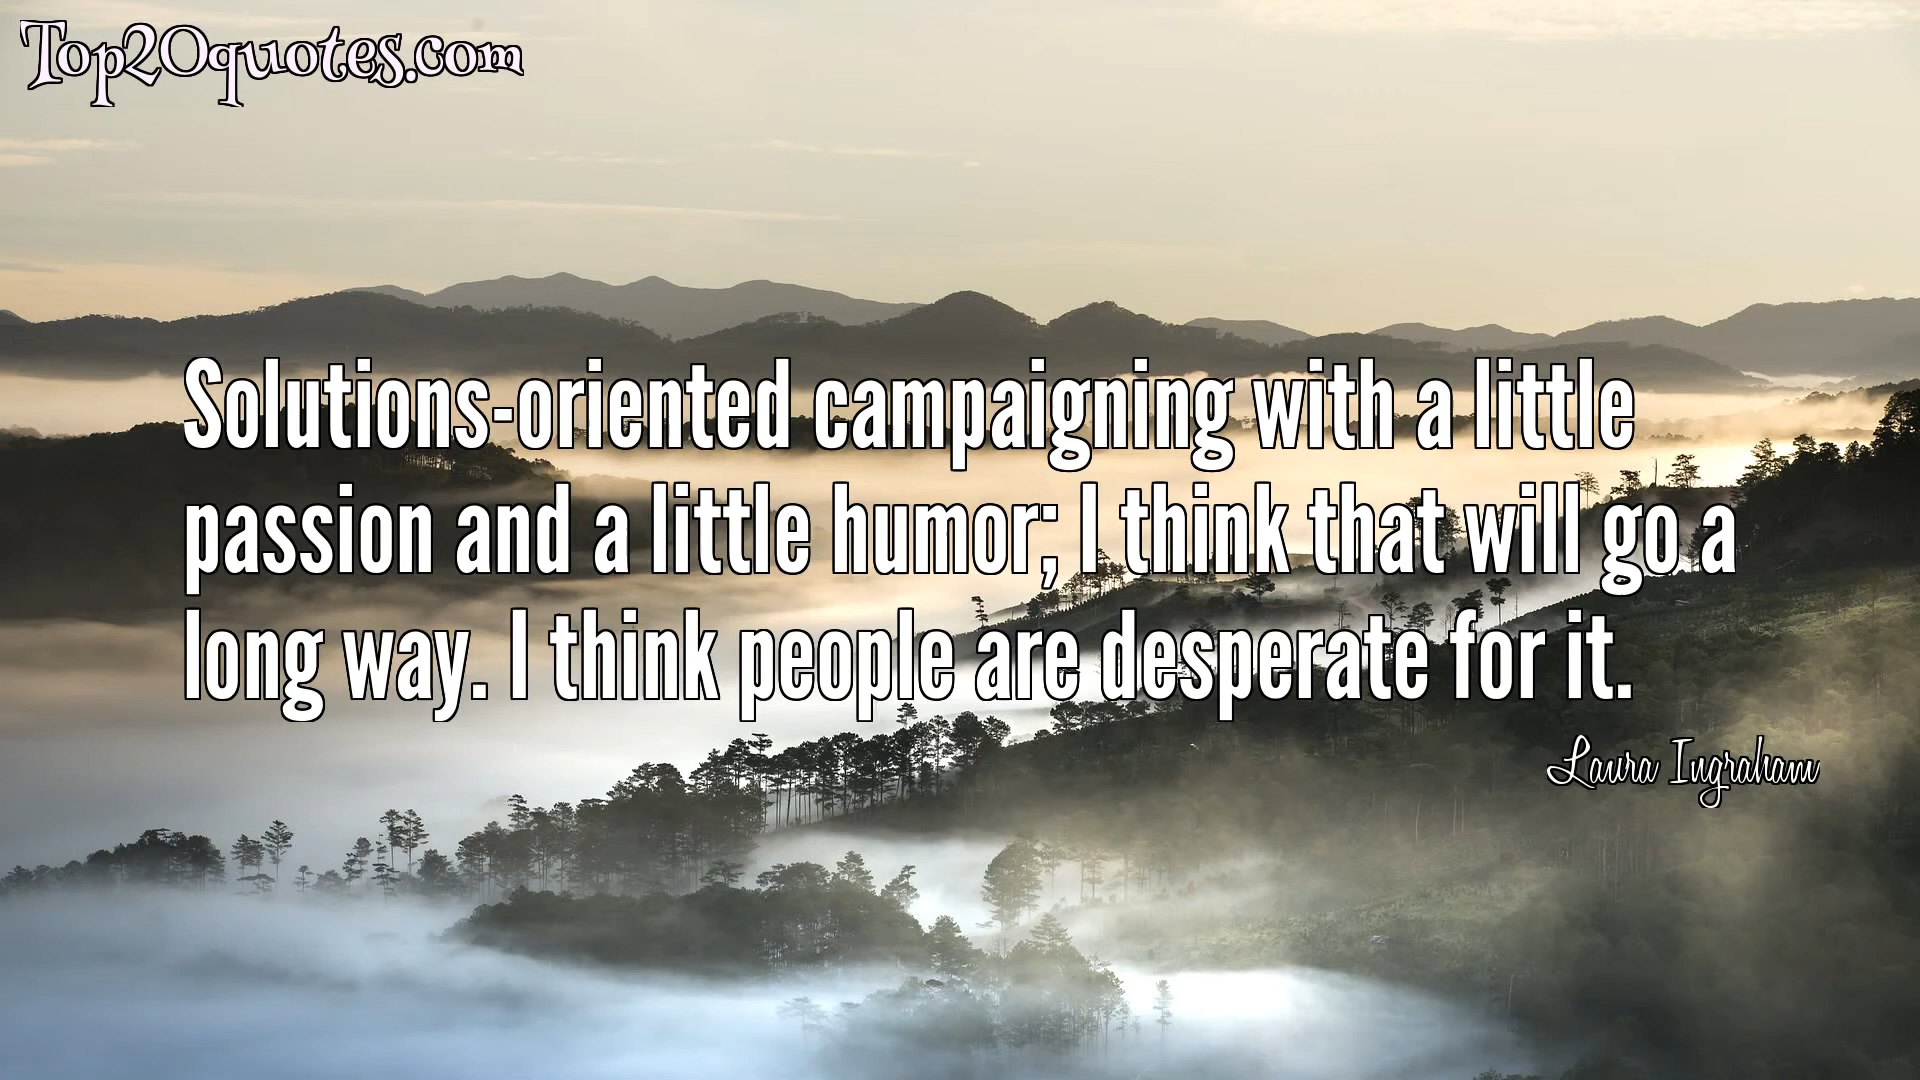 Top20quotes.com
Solutions-oriented campaigning with a little
passion and a little humor; I think that will go a
long way. I think people are desperate for it.
Laura Ingraham